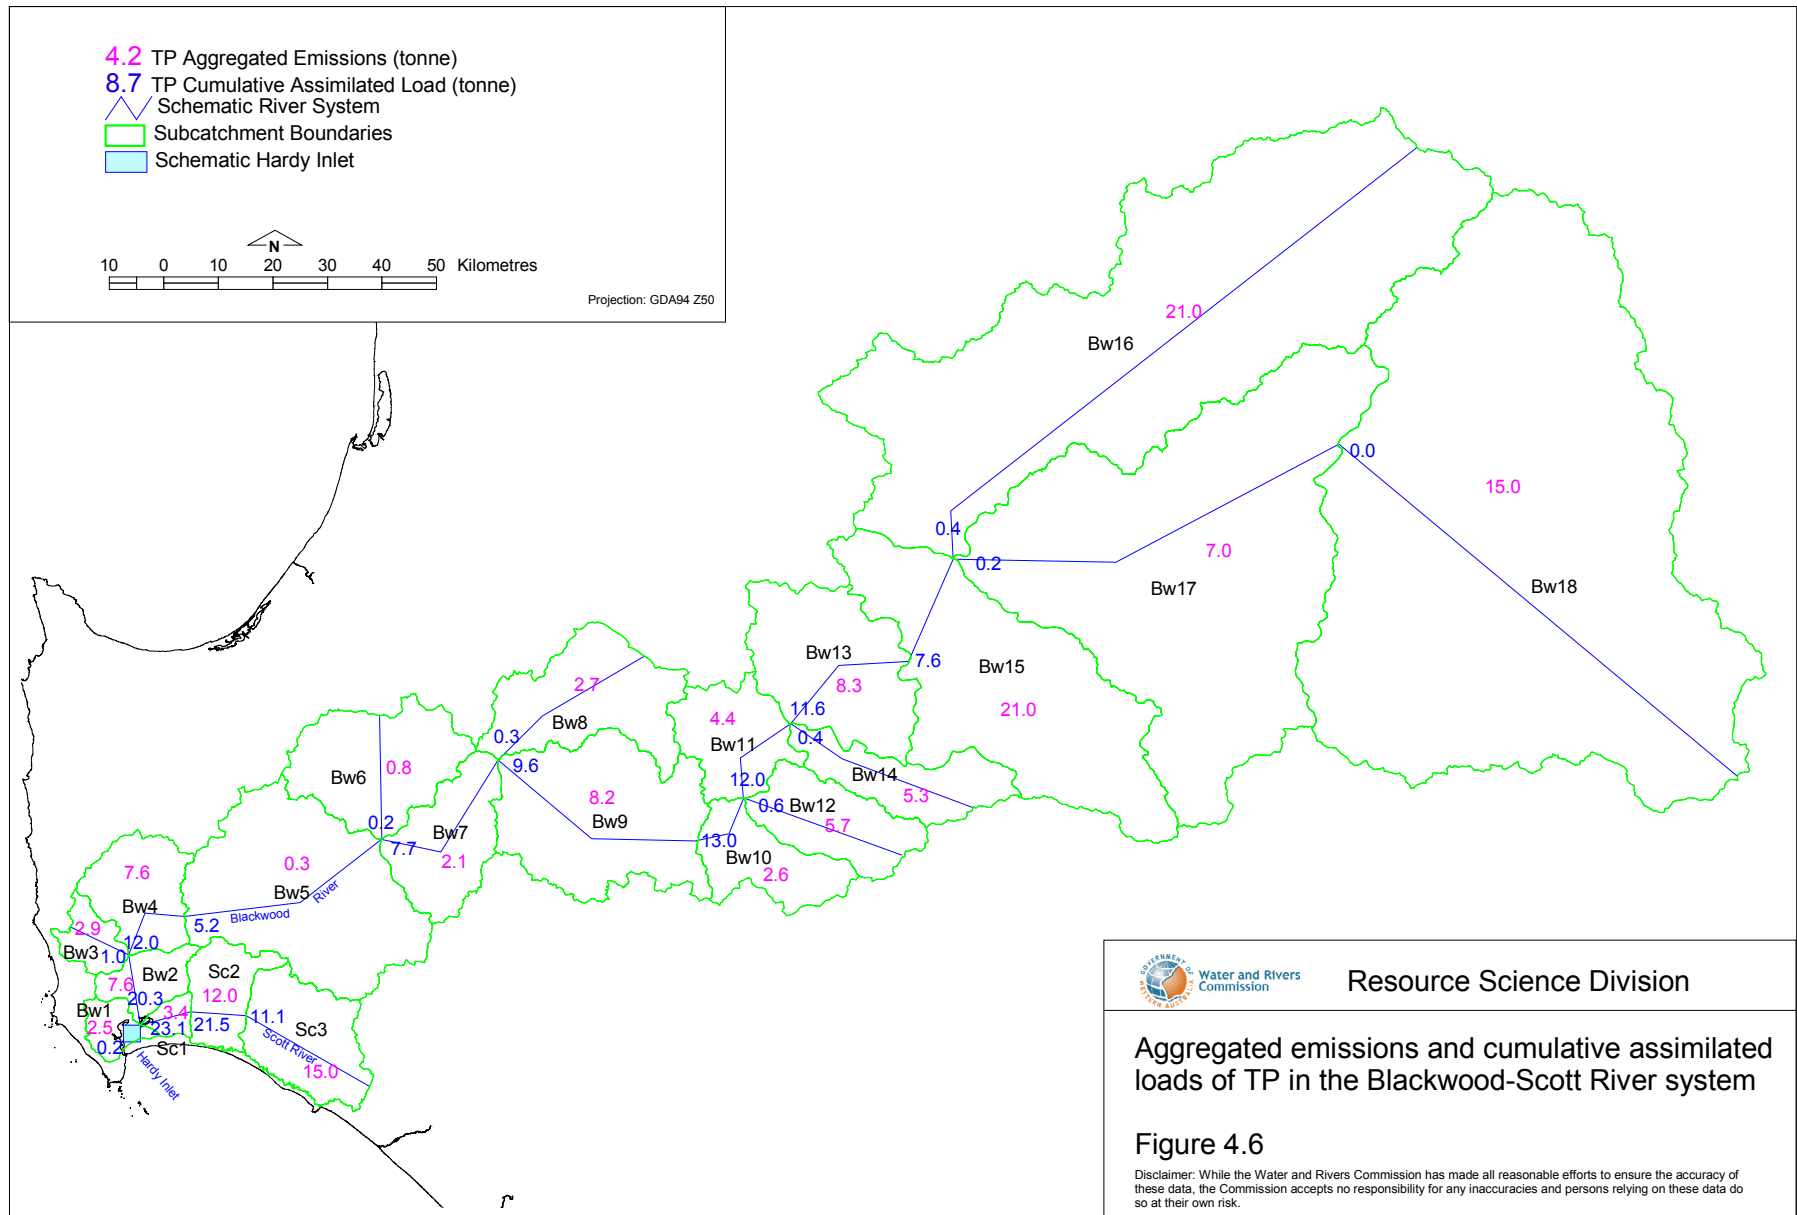 4.2 TP Aggregated Emissions (tonne)
8.7 TP Cumulative Assimilated Load (tonne)
Schematic River System
Subcatchment Boundaries
Schematic Hardy Inlet
N
10 0 10 20 30 40 50 Kilometres
Projection: GDA94 Z50
21.0
Bw16
0.0
15.0
0.4
7.0
0.2
Bw17
Bw18
Bw13
7.6
Bw15
8.3
2.7
11.6
21.0
4.4
Bw8
0.3
0.4
Bw11
9.6
Bw6
0.8
Bw14
12.0
5.3
8.2
0.6
Bw12
Bw9
5.7
0.2
Bw7
7.7
13.0
2.1
Bw10
0.3
2.6
7.6
Bw5
River
Bw4
Blackwood
5.2
2.9
12.0
Bw3
1.0
Bw2
Sc2
7.6
20.3
12.0
Bw1
3.4
11.1
2.5
23.1
21.5
Sc3
0.2
Sc1
Scott River
15.0
Hardy Inlet
GOVERNMENT OF WESTERN AUSTRALIA
Water and Rivers
Commission
Resource Science Division
Aggregated emissions and cumulative assimilated
loads of TP in the Blackwood-Scott River system
Figure 4.6
Disclaimer: While the Water and Rivers Commission has made all reasonable efforts to ensure the accuracy of
these data, the Commission accepts no responsibility for any inaccuracies and persons relying on these data do
so at their own risk.